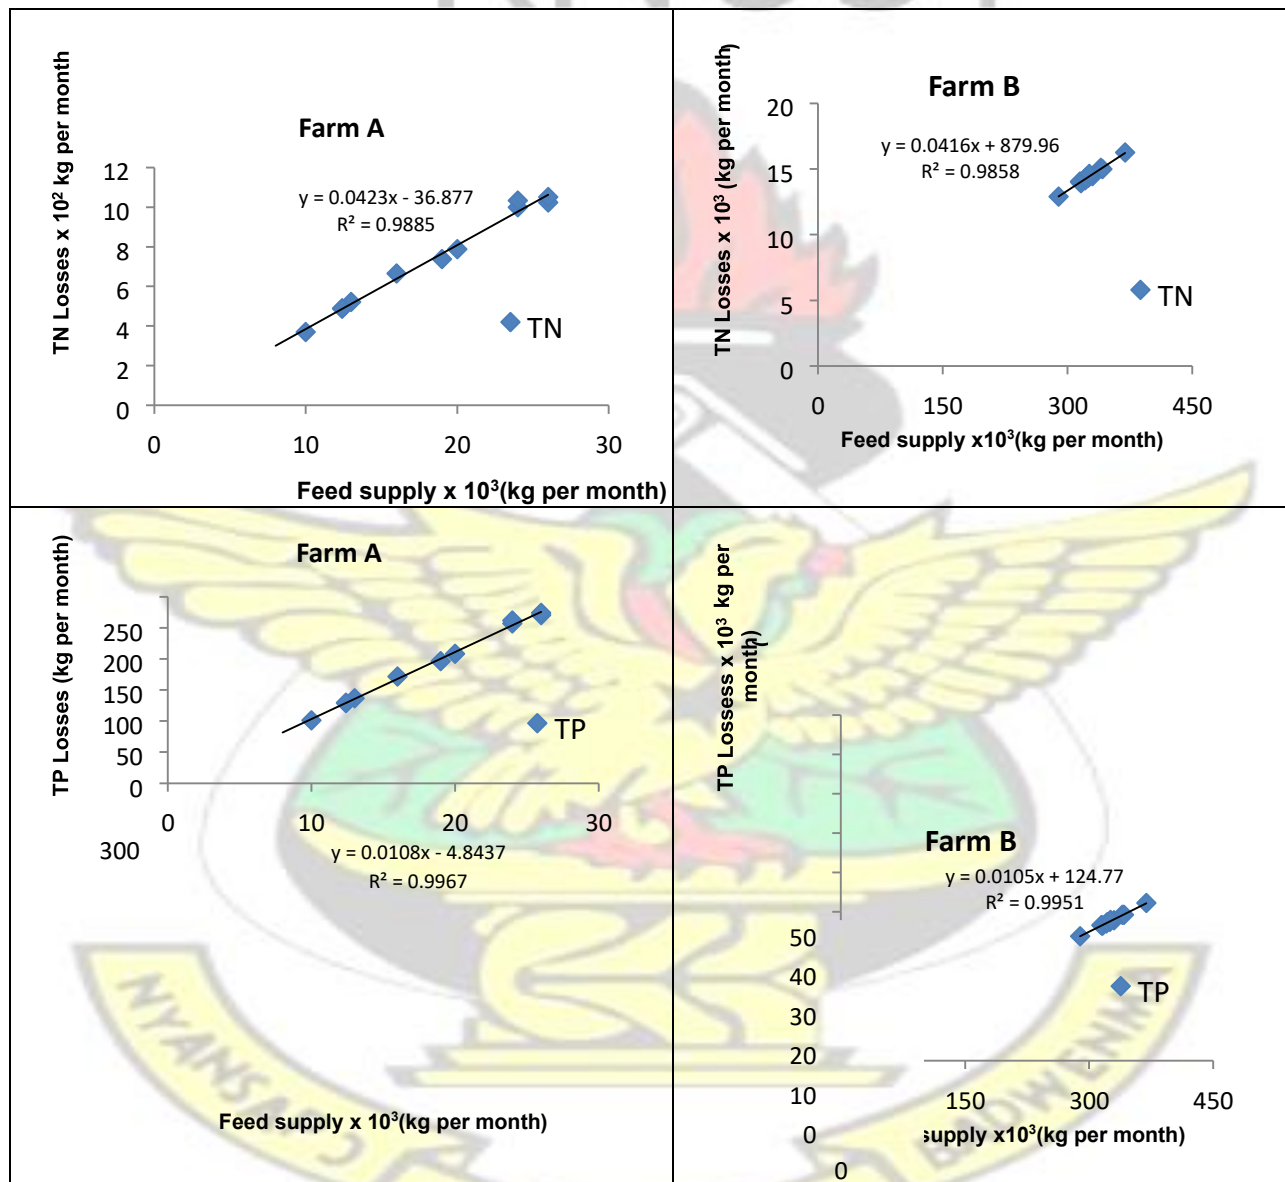 Farm A
TN Losses x 10² kg per month
y = 0.0423x - 36.877
R² = 0.9885
12
10
8
6
4
2
0
TN
0 10 20 30
Feed supply x 10³(kg per month)
Farm B
TN Losses x 10³ (kg per month)
y = 0.0416x + 879.96
R² = 0.9858
20
15
10
5
0
TN
0 150 300 450
Feed supply x10³(kg per month)
Farm A
TP Losses (kg per month)
250
200
150
100
50
0
TP
0 10 20 30
300
y = 0.0108x - 4.8437
R² = 0.9967
Feed supply x 10³(kg per month)
TP Lossess x 10³ kg per
month)
Farm B
y = 0.0105x + 124.77
R² = 0.9951
50
40
30
20
10
0
TP
150 300 450
supply x10³(kg per month)
0
NYANSAPO
BADWENMA